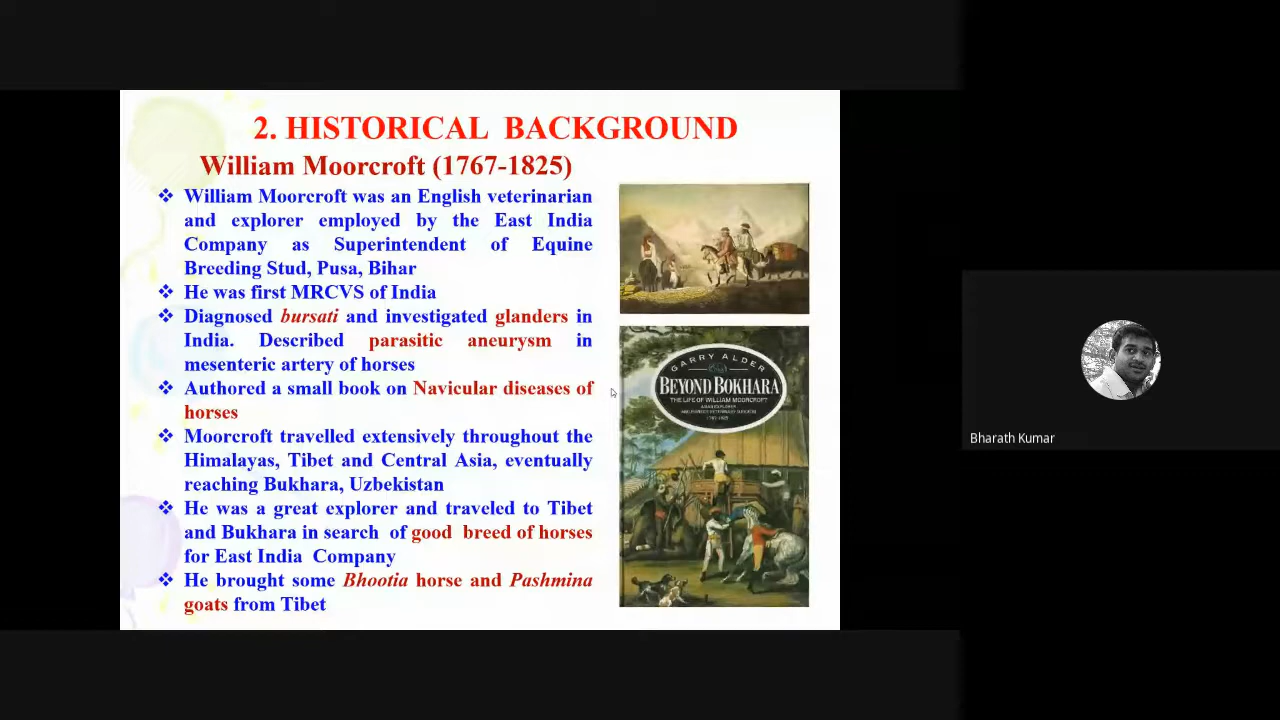 2. HISTORICAL BACKGROUND
William Moorcroft (1767-1825)
❖ William Moorcroft was an English veterinarian
and explorer employed by the East India
Company as Superintendent of Equine
Breeding Stud, Pusa, Bihar
❖ He was first MRCVS of India
❖ Diagnosed bursati and investigated glanders in
India. Described parasitic aneurysm in
mesenteric artery of horses
❖ Authored a small book on Navicular diseases of
horses
❖ Moorcroft travelled extensively throughout the
Himalayas, Tibet and Central Asia, eventually
reaching Bukhara, Uzbekistan
❖ He was a great explorer and traveled to Tibet
and Bukhara in search of good breed of horses
for East India Company
❖ He brought some Bhootia horse and Pashmina
goats from Tibet
GARRY ALDER
BEYOND BOKHARA
THE LIFE OF WILLIAM MOORCROFT
1767-1825
Bharath Kumar